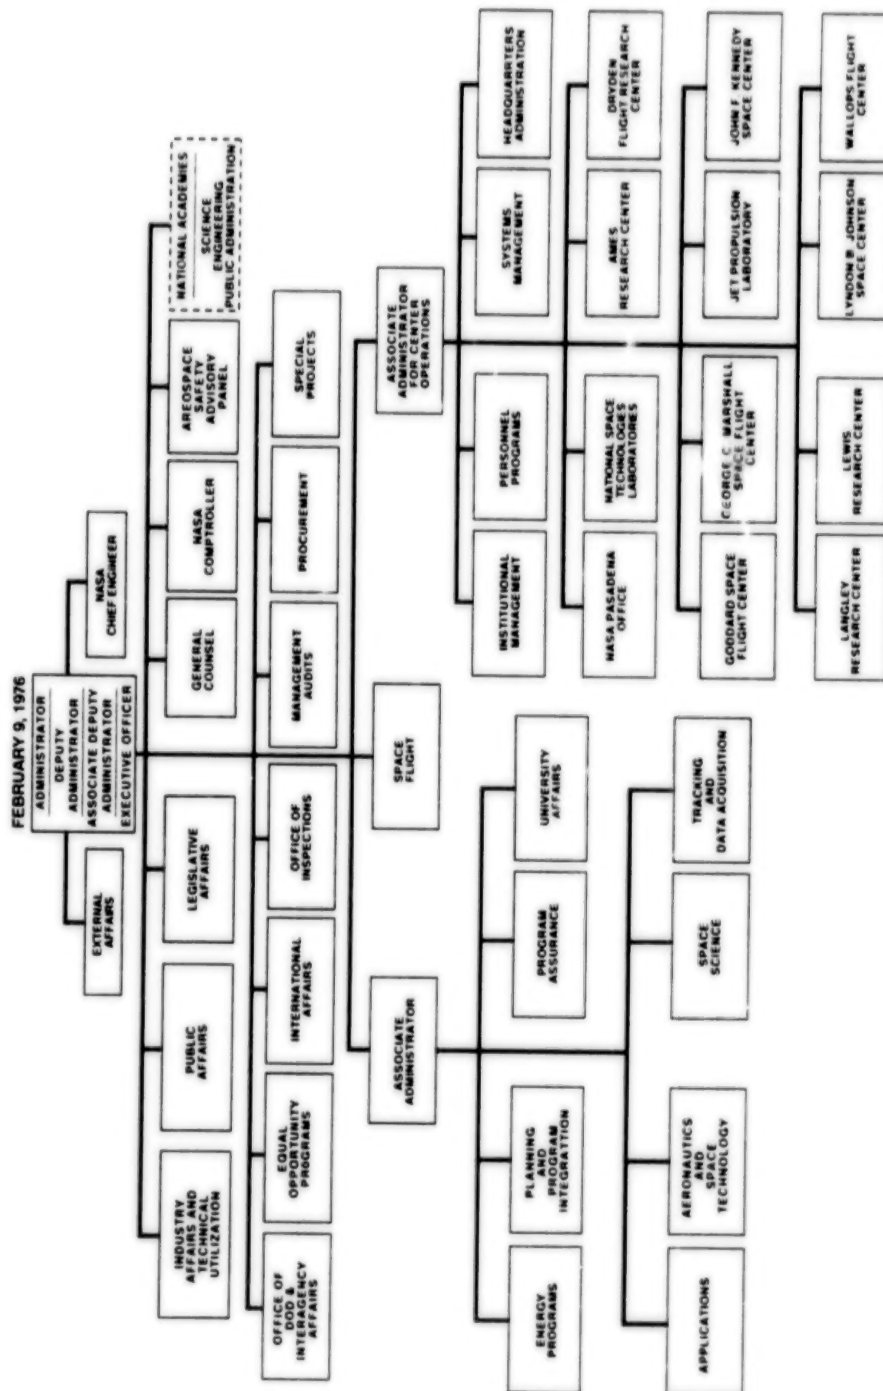 FEBRUARY 9, 1976
ADMINISTRATOR
DEPUTY
ADMINISTRATOR
ASSOCIATE DEPUTY
ADMINISTRATOR
EXECUTIVE OFFICER
EXTERNAL
AFFAIRS
NASA
CHIEF ENGINEER
INDUSTRY
AFFAIRS AND
TECHNICAL
UTILIZATION
PUBLIC
AFFAIRS
LEGISLATIVE
AFFAIRS
GENERAL
COUNSEL
NASA
COMPTROLLER
AREOSPACE
SAFETY
ADVISORY
PANEL
NATIONAL ACADEMIES
SCIENCE
ENGINEERING
PUBLIC ADMINISTRATION
OFFICE OF
DOD &
INTERAGENCY
AFFAIRS
EQUAL
OPPORTUNITY
PROGRAMS
INTERNATIONAL
AFFAIRS
OFFICE OF
INSPECTIONS
MANAGEMENT
AUDITS
PROCUREMENT
SPECIAL
PROJECTS
ASSOCIATE
ADMINISTRATOR
SPACE
FLIGHT
ASSOCIATE
ADMINISTRATOR
FOR CENTER
OPERATIONS
ENERGY
PROGRAMS
PLANNING
AND
PROGRAM
INTEGRATTION
PROGRAM
ASSURANCE
UNIVERSITY
AFFAIRS
APPLICATIONS
AERONAUTICS
AND
SPACE
TECHNOLOGY
SPACE
SCIENCE
TRACKING
AND
DATA ACQUISITION
INSTITUTIONAL
MANAGEMENT
PERSONNEL
PROGRAMS
SYSTEMS
MANAGEMENT
HEADQUARRTERS
ADMINISTRATION
NASA PASADENA
OFFICE
NATIONAL SPACE
TECHNOLOGIES
LABORATORIES
AMES
RESEARCH CENTER
DRYDEN
FLIGHT RESEARCH
CENTER
GODDARD SPACE
FLIGHT CENTER
GEORGE C. MARSHALL
SPACE FLIGHT
CENTER
JET PROPULSION
LABORATORY
JOHN F. KENNEDY
SPACE CENTER
LANGLEY
RESEARCH CENTER
LEWIS
RESEARCH CENTER
LYNDON B. JOHNSON
SPACE CENTER
WALLOPS FLIGHT
CENTER